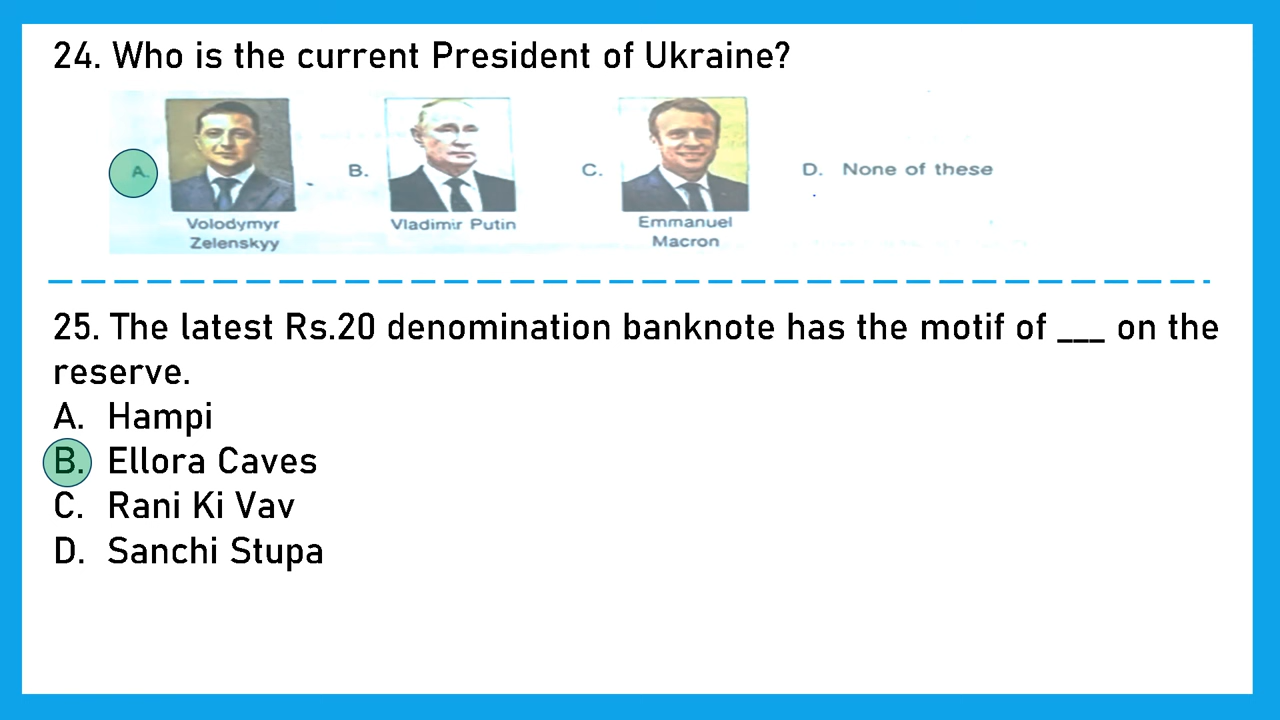 24. Who is the current President of Ukraine?
A. B. C. D. None of these
Volodymyr Vladimir Putin Emmanuel
Zelenskyy Macron
25. The latest Rs.20 denomination banknote has the motif of ___ on the
reserve.
A. Hampi
B. Ellora Caves
C. Rani Ki Vav
D. Sanchi Stupa